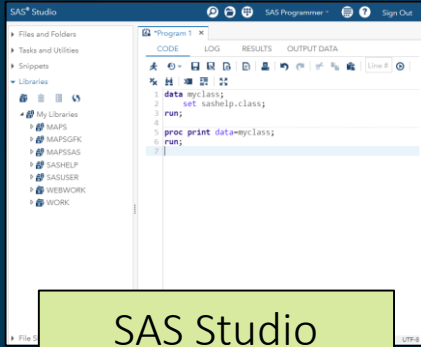 SAS® Studio
SAS Programmer
Sign Out
Files and Folders
Tasks and Utilities
Snippets
Libraries
My Libraries
MAPS
MAPSGFK
MAPSSAS
SASHELP
SASUSER
WEBWORK
WORK
*Program 1 ×
CODE LOG RESULTS OUTPUT DATA
Line #
1 data myclass;
2 set sashelp.class;
3 run;
4
5 proc print data=myclass;
6 run;
7
File S
UTF-8
SAS Studio